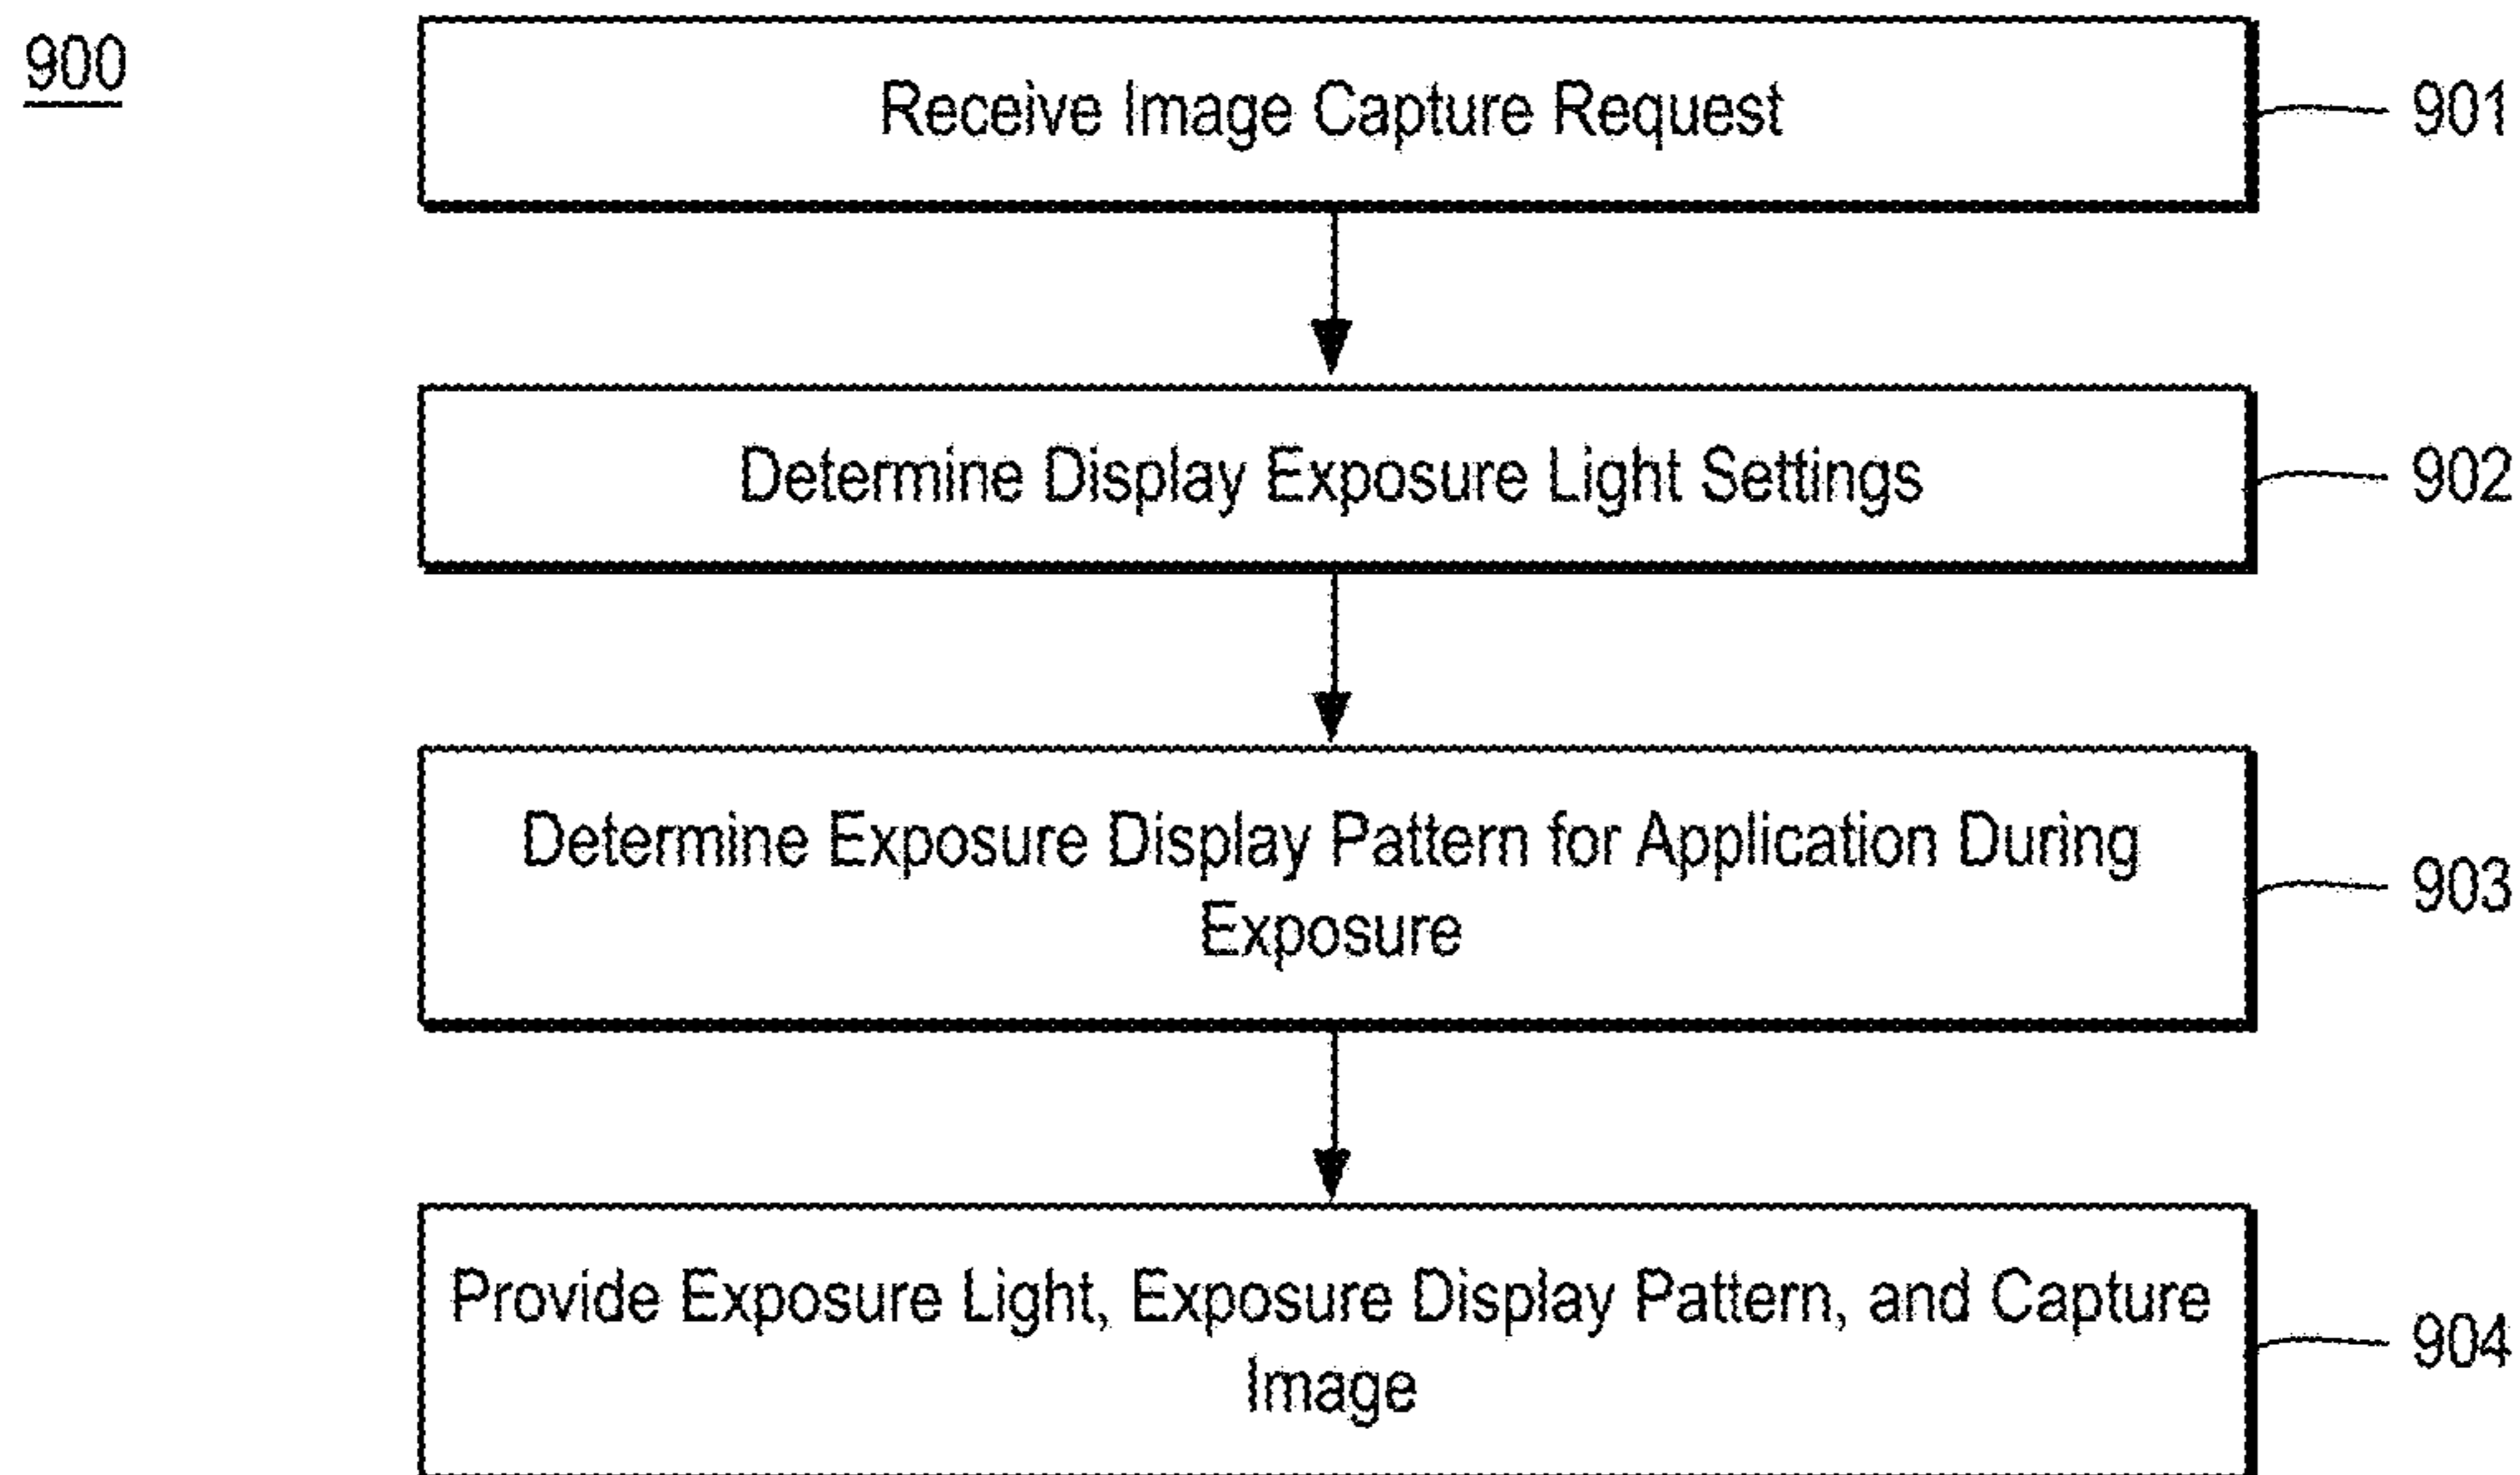 900
Receive Image Capture Request
901
Determine Display Exposure Light Settings
902
Determine Exposure Display Pattern for Application During
Exposure
903
Provide Exposure Light, Exposure Display Pattern, and Capture
Image
904